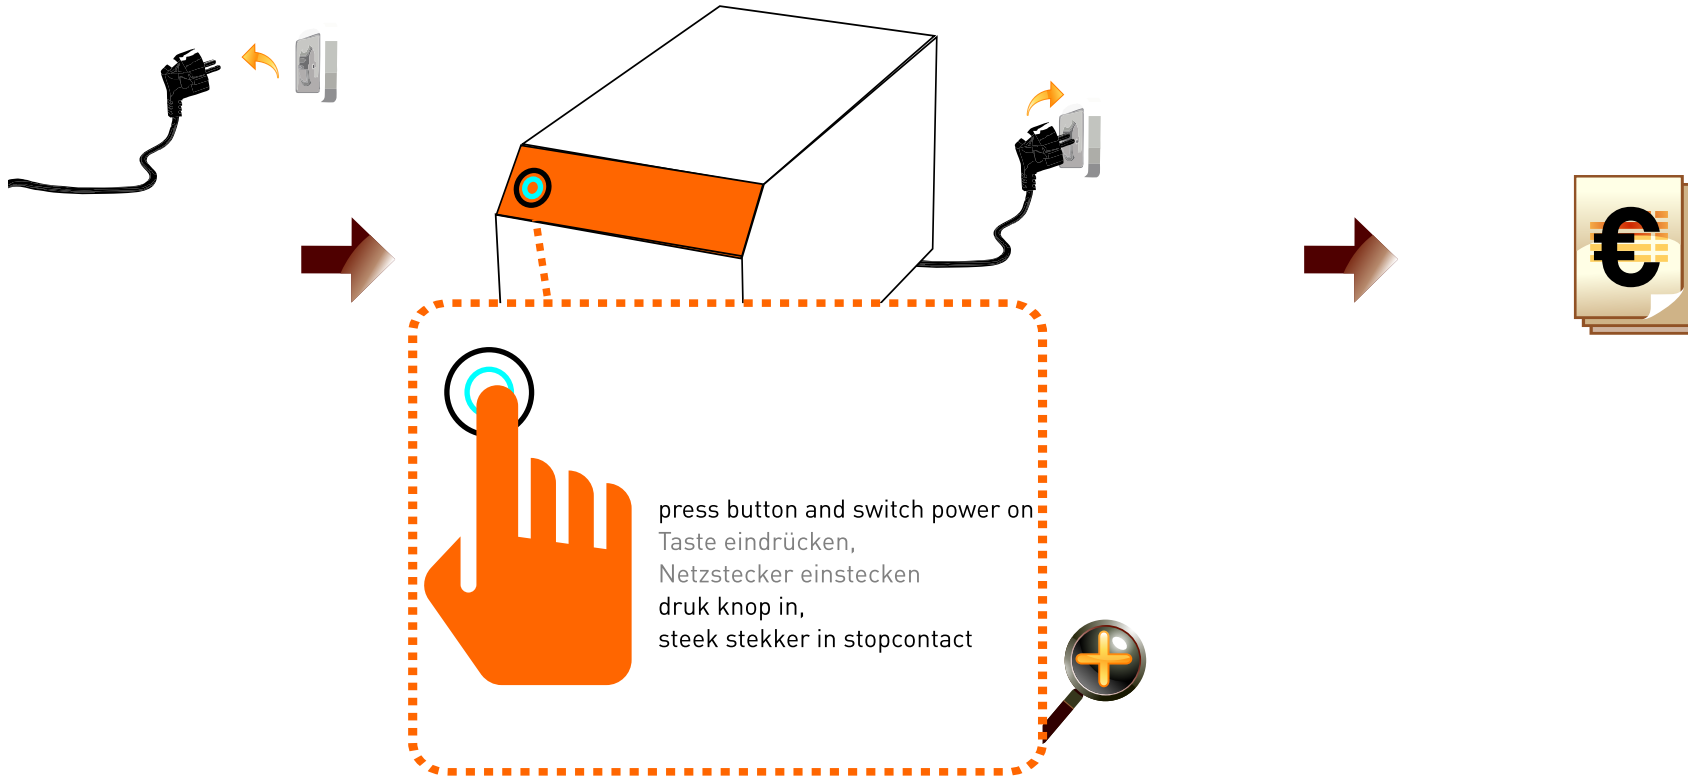 €
press button and switch power on
Taste eindrücken,
Netzstecker einstecken
druk knop in,
steek stekker in stopcontact